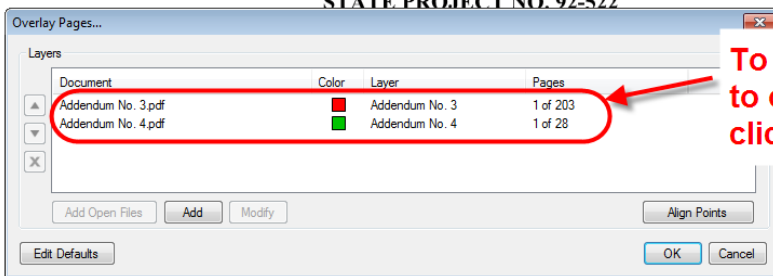 STATE PROJECT NO. 92-522
Overlay Pages...
Layers
Document Color Layer Pages
Addendum No. 3.pdf Addendum No. 3 1 of 203
Addendum No. 4.pdf Addendum No. 4 1 of 28
To
to
Add Open Files Add Modify Align Points
Edit Defaults OK Cancel